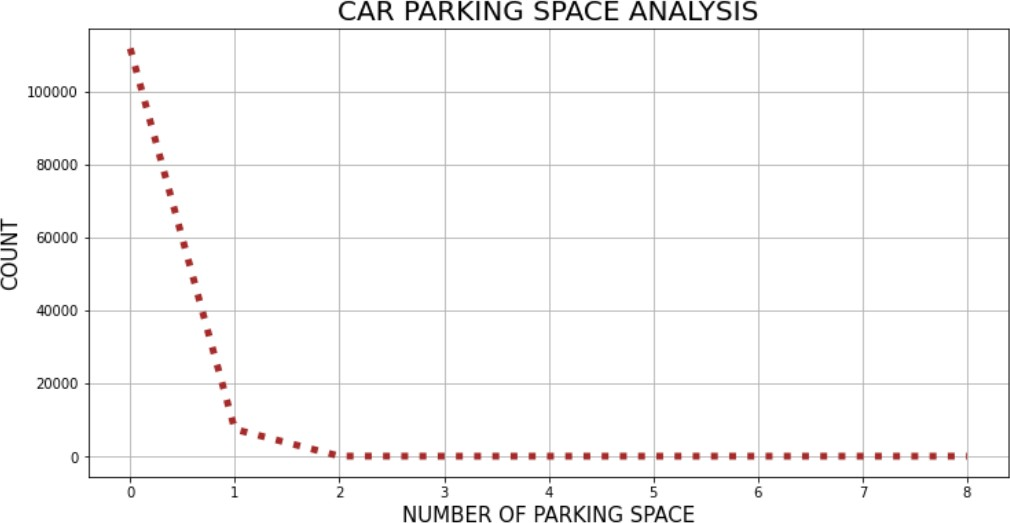 CAR PARKING SPACE ANALYSIS
100000
80000
60000
40000
20000
0
COUNT
0 1 2 3 4 5 6 7 8
NUMBER OF PARKING SPACE